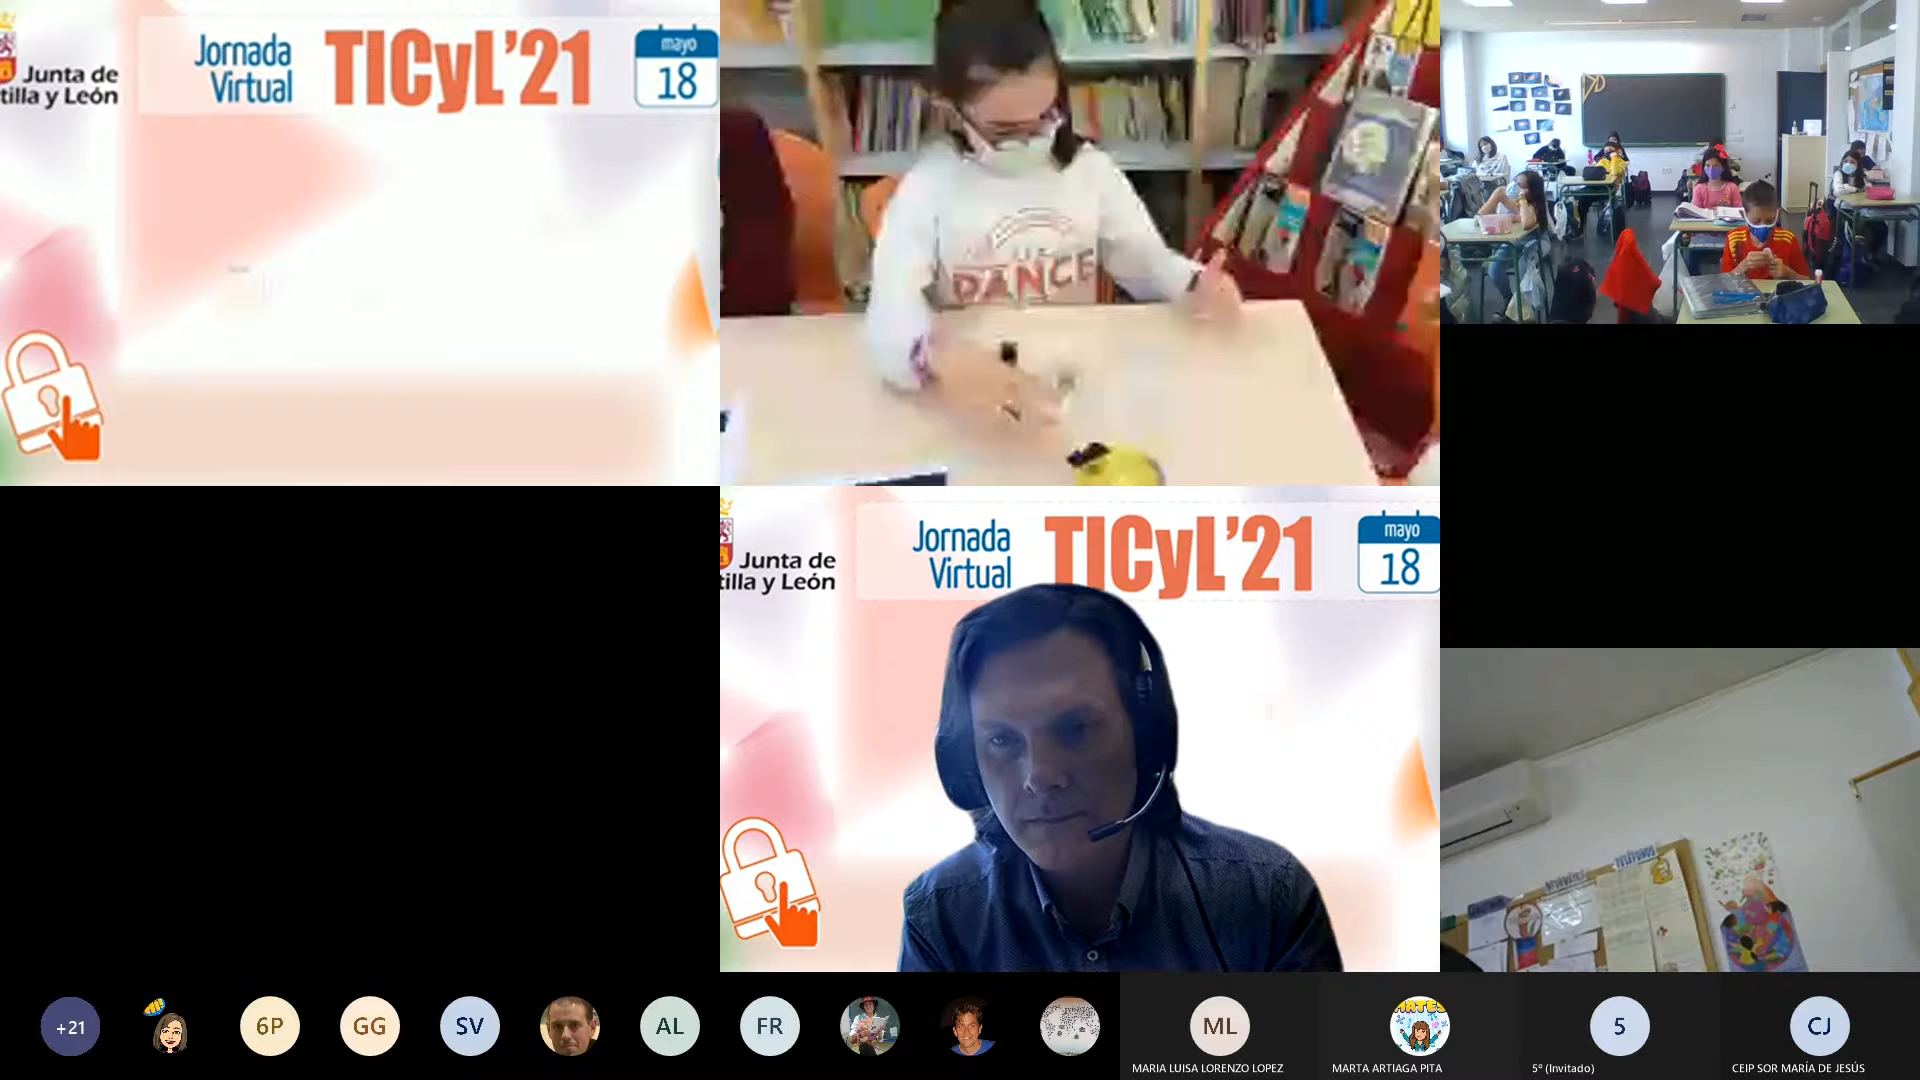 Junta de
tilla y León
Jornada
Virtual
TICyL'21
mayo
18
DANCE
Junta de
tilla y León
Jornada
Virtual
TICyL'21
mayo
18
TELÉFONOS
+21
6P
GG
SV
AL
FR
MATES
ML
MARIA LUISA LORENZO LOPEZ
MARTA ARTIAGA PITA
5
5º (Invitado)
CJ
CEIP SOR MARÍA DE JESÚS